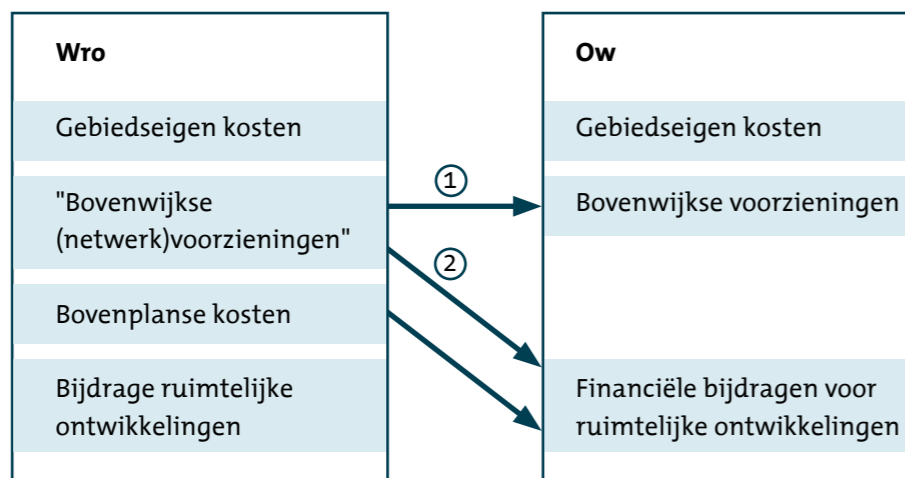 Wro
Gebiedseigen kosten
"Bovenwijkse
(netwerk)voorzieningen"
Bovenplanse kosten
Bijdrage ruimtelijke
ontwikkelingen
1
2
Ow
Gebiedseigen kosten
Bovenwijkse voorzieningen
Financiële bijdragen voor
ruimtelijke ontwikkelingen